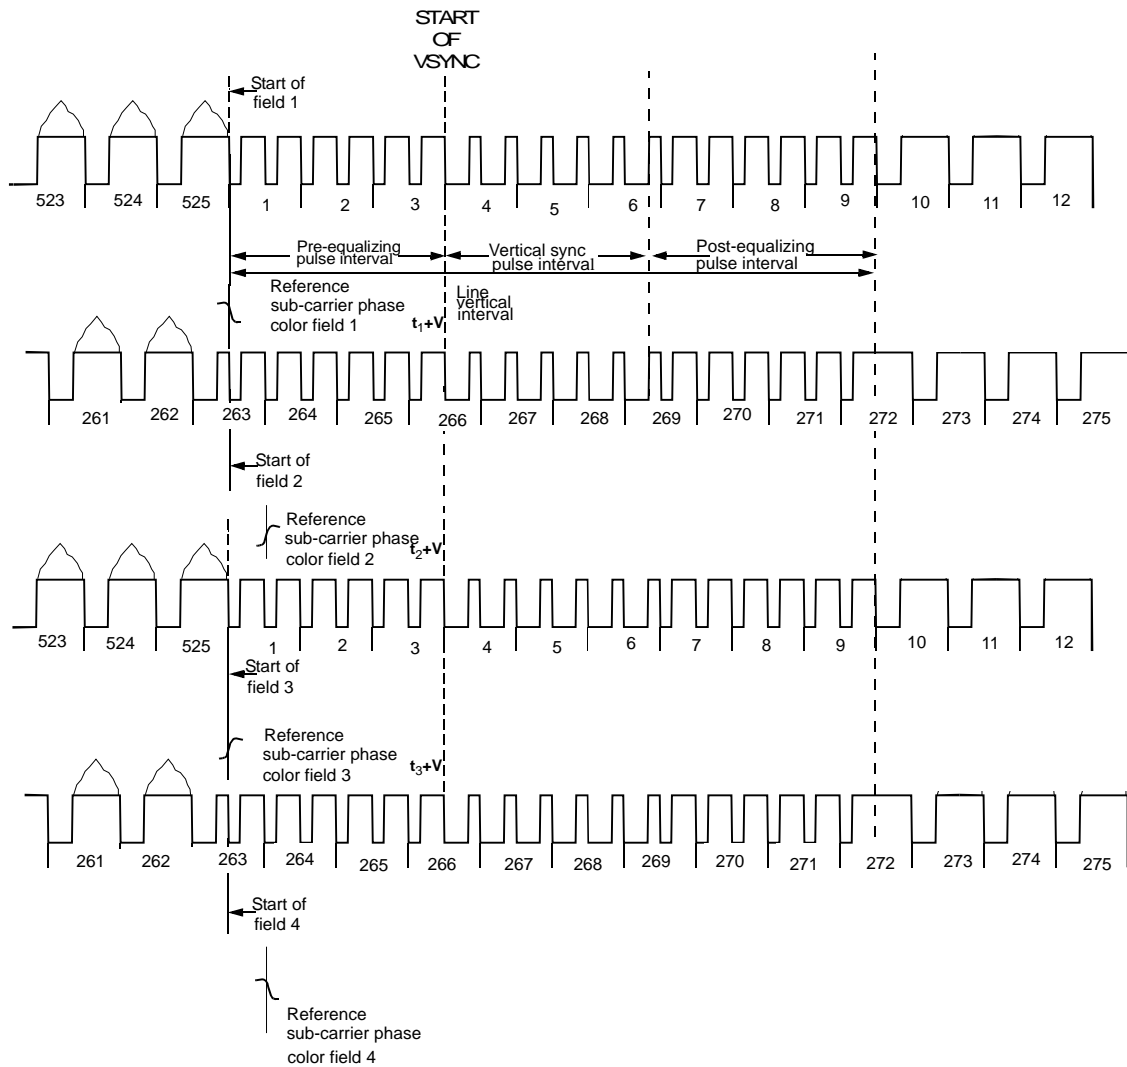 START
OF
VSYNC
Start of
field 1
523 524 525 1 2 3 4 5 6 7 8 9 10 11 12
Pre-equalizing
pulse interval
Vertical sync
pulse interval
Post-equalizing
pulse interval
Reference
sub-carrier phase
color field 1
t1+V
Line
vertical
interval
261 262 263 264 265 266 267 268 269 270 271 272 273 274 275
Start of
field 2
Reference
sub-carrier phase
color field 2
t2+V
523 524 525 1 2 3 4 5 6 7 8 9 10 11 12
Start of
field 3
Reference
sub-carrier phase
color field 3
t3+V
261 262 263 264 265 266 267 268 269 270 271 272 273 274 275
Start of
field 4
Reference
sub-carrier phase
color field 4